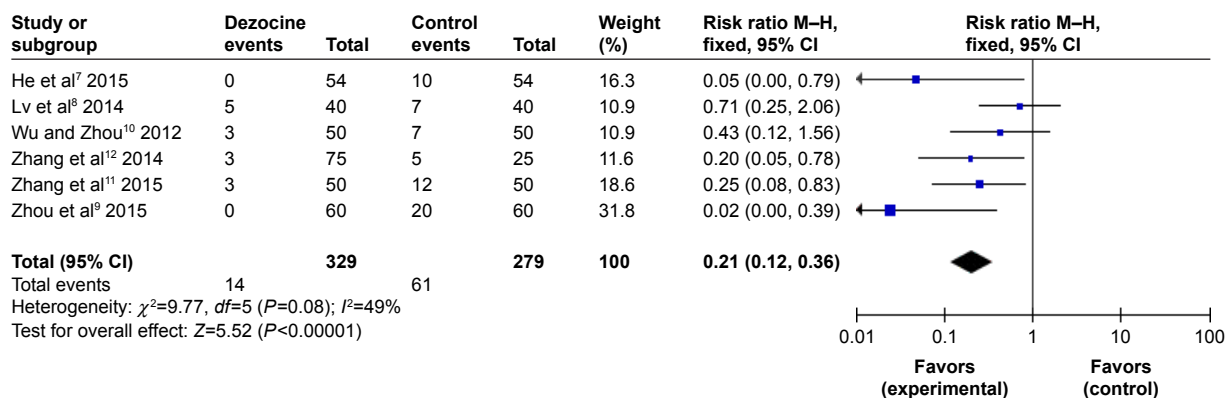 Study or subgroup Dezocine events Total Control events Total Weight (%) Risk ratio M–H, fixed, 95% CI Risk ratio M–H, fixed, 95% CI
He et al⁷ 2015 0 54 10 54 16.3 0.05 (0.00, 0.79)
Lv et al⁸ 2014 5 40 7 40 10.9 0.71 (0.25, 2.06)
Wu and Zhou¹⁰ 2012 3 50 7 50 10.9 0.43 (0.12, 1.56)
Zhang et al¹² 2014 3 75 5 25 11.6 0.20 (0.05, 0.78)
Zhang et al¹¹ 2015 3 50 12 50 18.6 0.25 (0.08, 0.83)
Zhou et al⁹ 2015 0 60 20 60 31.8 0.02 (0.00, 0.39)
Total (95% CI) 329 279 100 0.21 (0.12, 0.36)
Total events 14 61
Heterogeneity: χ²=9.77, df=5 (P=0.08); I²=49%
Test for overall effect: Z=5.52 (P<0.00001)
0.01 0.1 1 10 100
Favors (experimental) Favors (control)